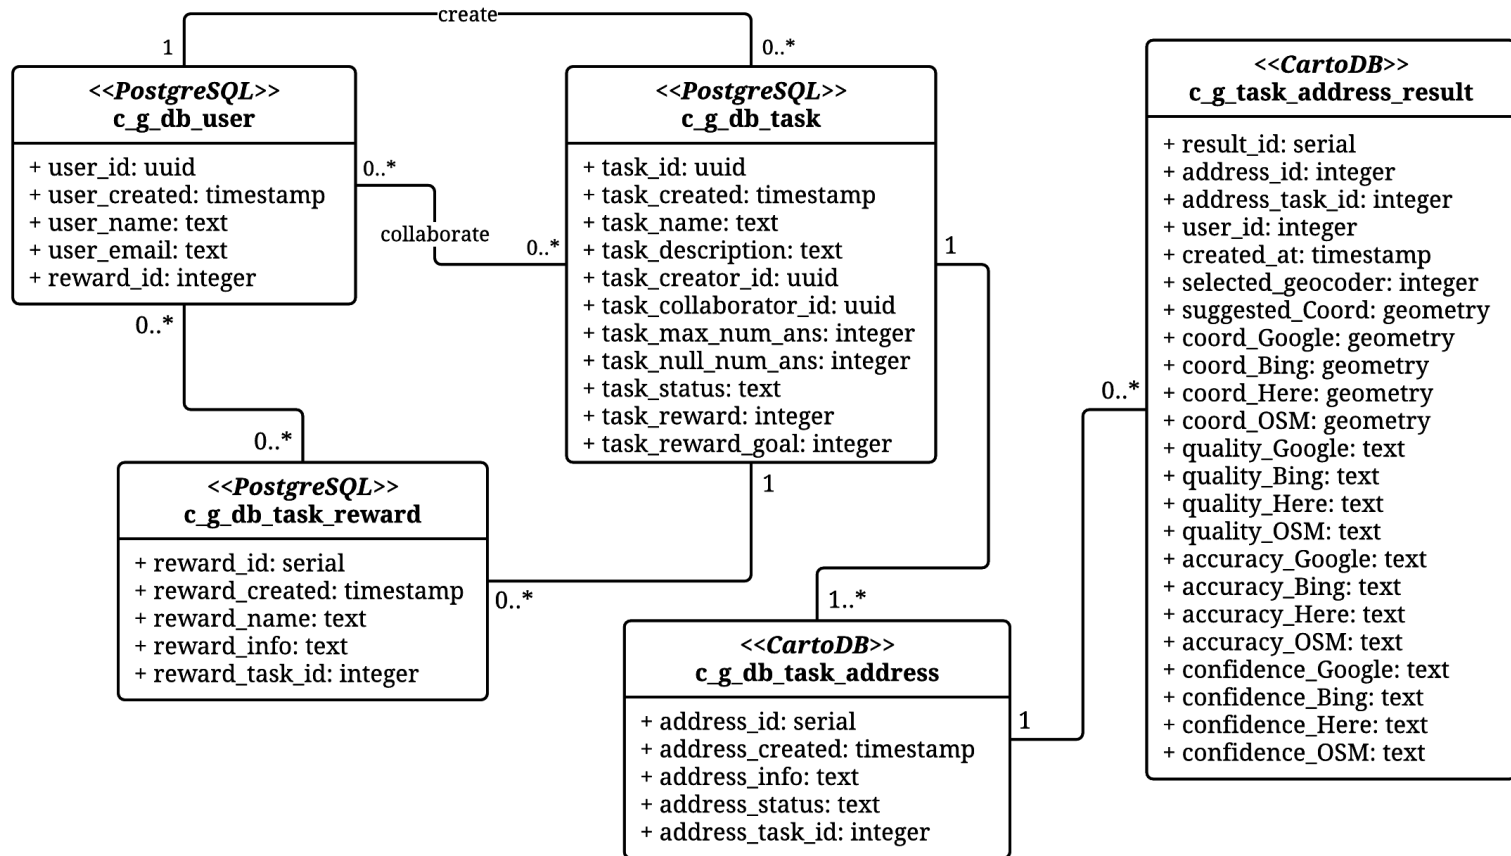 create
1
0..*
<<PostgreSQL>>
c_g_db_user
+ user_id: uuid
+ user_created: timestamp
+ user_name: text
+ user_email: text
+ reward_id: integer
0..*
collaborate
0..*
<<PostgreSQL>>
c_g_db_task
+ task_id: uuid
+ task_created: timestamp
+ task_name: text
+ task_description: text
+ task_creator_id: uuid
+ task_collaborator_id: uuid
+ task_max_num_ans: integer
+ task_null_num_ans: integer
+ task_status: text
+ task_reward: integer
+ task_reward_goal: integer
1
0..*
0..*
<<PostgreSQL>>
c_g_db_task_reward
+ reward_id: serial
+ reward_created: timestamp
+ reward_name: text
+ reward_info: text
+ reward_task_id: integer
1
0..*
1..*
<<CartoDB>>
c_g_db_task_address
+ address_id: serial
+ address_created: timestamp
+ address_info: text
+ address_status: text
+ address_task_id: integer
1
0..*
<<CartoDB>>
c_g_task_address_result
+ result_id: serial
+ address_id: integer
+ address_task_id: integer
+ user_id: integer
+ created_at: timestamp
+ selected_geocoder: integer
+ suggested_Coord: geometry
+ coord_Google: geometry
+ coord_Bing: geometry
+ coord_Here: geometry
+ coord_OSM: geometry
+ quality_Google: text
+ quality_Bing: text
+ quality_Here: text
+ quality_OSM: text
+ accuracy_Google: text
+ accuracy_Bing: text
+ accuracy_Here: text
+ accuracy_OSM: text
+ confidence_Google: text
+ confidence_Bing: text
+ confidence_Here: text
+ confidence_OSM: text